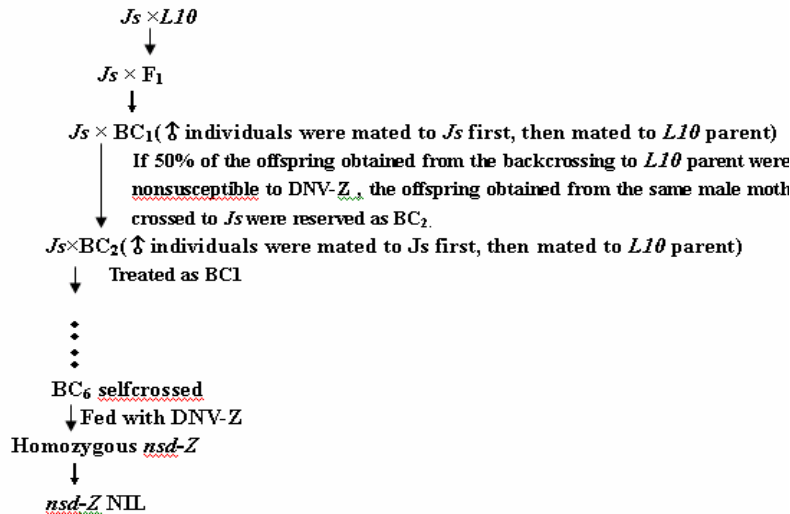 Js × L10
Js × F1
Js × BC1(♂ individuals were mated to Js first, then mated to L10 parent)
If 50% of the offspring obtained from the backcrossing to L10 parent were
nonsusceptible to DNV-Z , the offspring obtained from the same male moth
crossed to Js were reserved as BC2.
Js×BC2(♂ individuals were mated to Js first, then mated to L10 parent)
Treated as BC1
BC6 selfcrossed
Fed with DNV-Z
Homozygous nsd-Z
nsd-Z NIL